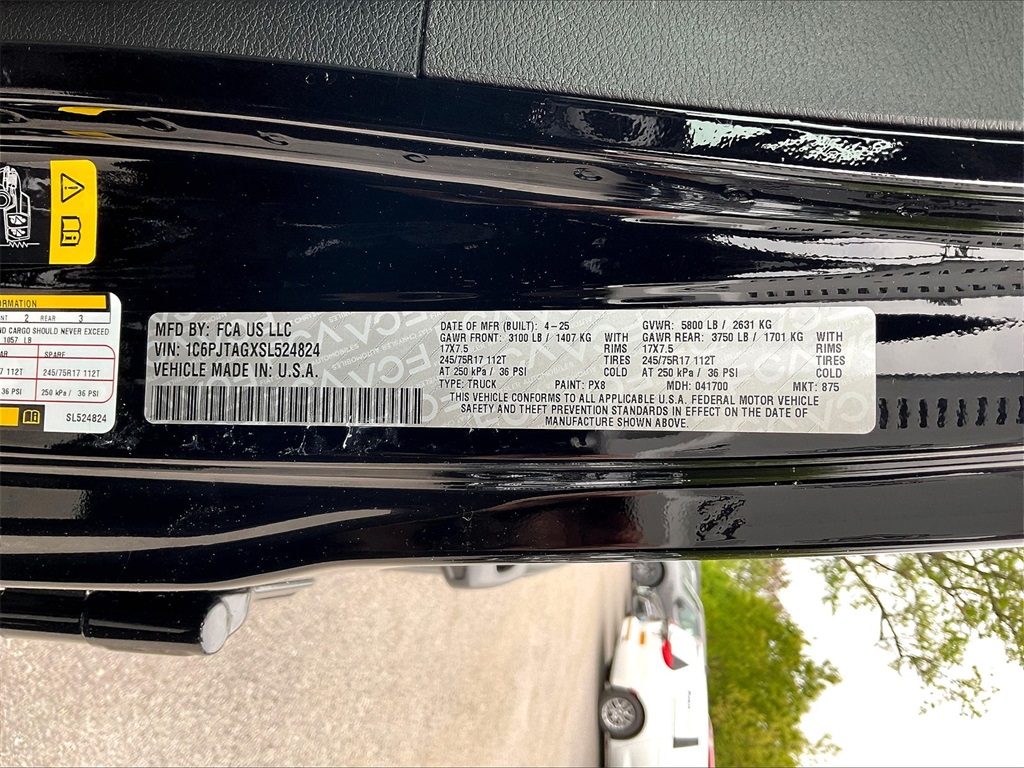 ORMATION
NT 2 REAR 3
ND CARGO SHOULD NEVER EXCEED
1057 LB
AR SPARE
R17 112T 245/75R17 112T
36 PSI 250 kPa / 36 PSI
SL524824
MFD BY: FCA US LLC
VIN: 1C6PJTAGXSL524824
VEHICLE MADE IN: U.S.A.
DATE OF MFR (BUILT): 4-25 GVWR: 5800 LB / 2631 KG
GAWR FRONT: 3100 LB / 1407 KG WITH GAWR REAR: 3750 LB / 1701 KG WITH
17X7.5 RIMS 17X7.5 RIMS
245/75R17 112T TIRES 245/75R17 112T TIRES
AT 250 kPa / 36 PSI COLD AT 250 kPa / 36 PSI COLD
TYPE: TRUCK PAINT: PX8 MDH: 041700 MKT: 875
THIS VEHICLE CONFORMS TO ALL APPLICABLE U.S.A. FEDERAL MOTOR VEHICLE
SAFETY AND THEFT PREVENTION STANDARDS IN EFFECT ON THE DATE OF
MANUFACTURE SHOWN ABOVE.